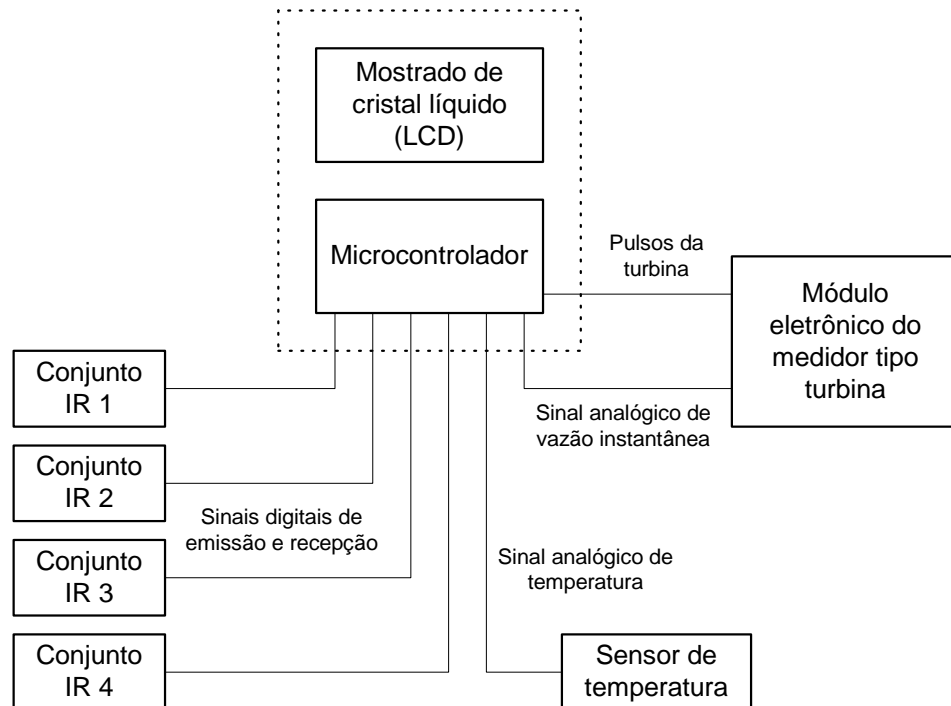 Mostrado de
cristal líquido
(LCD)
Microcontrolador
Pulsos da
turbina
Módulo
eletrônico do
medidor tipo
turbina
Sinal analógico de
vazão instantânea
Conjunto
IR 1
Conjunto
IR 2
Sinais digitais de
emissão e recepção
Conjunto
IR 3
Sinal analógico de
temperatura
Conjunto
IR 4
Sensor de
temperatura